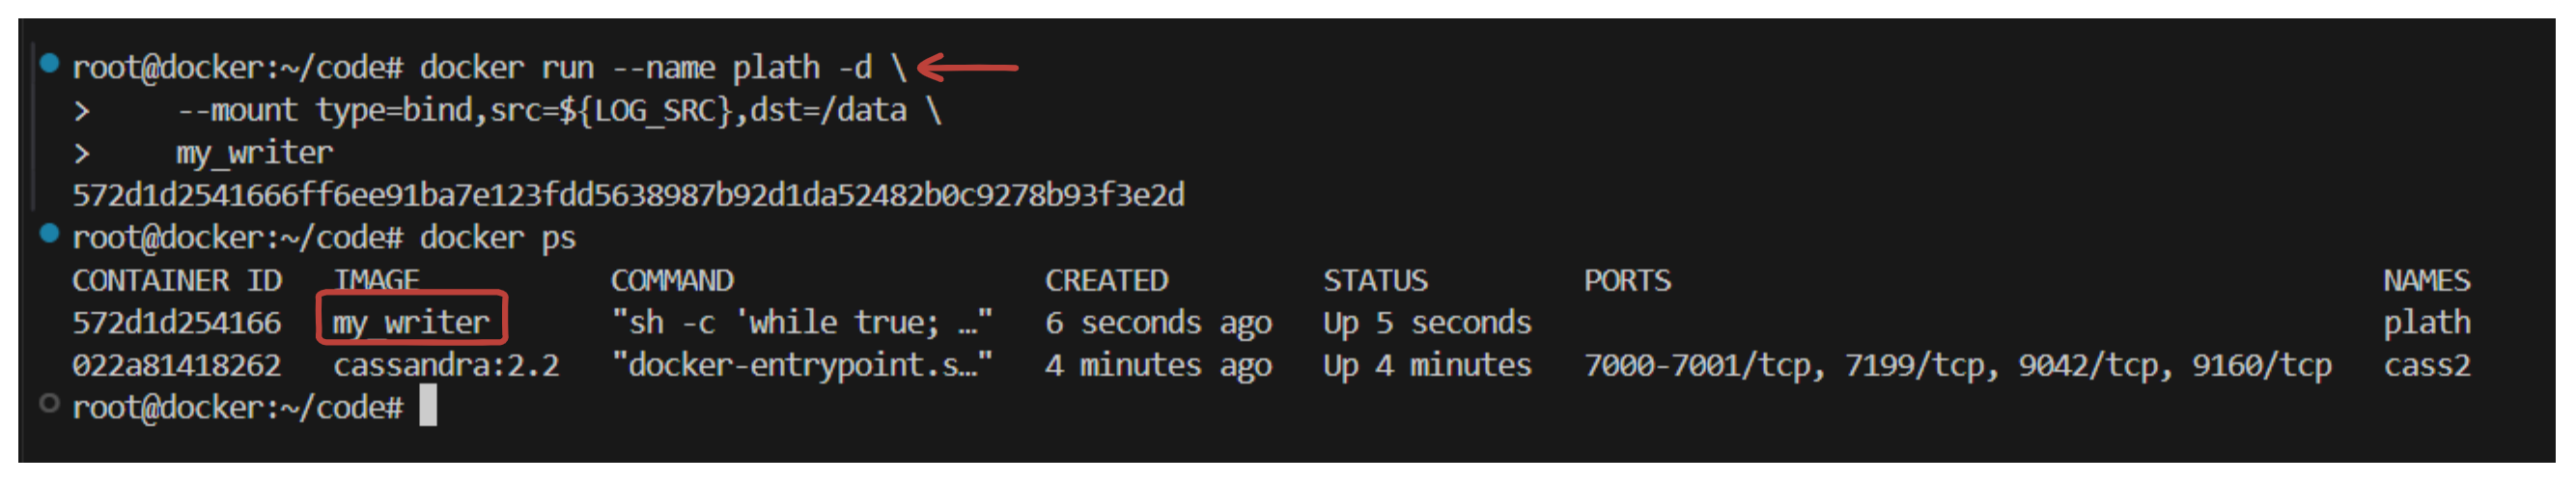 root@docker:~/code# docker run --name plath -d \
>     --mount type=bind,src=${LOG_SRC},dst=/data \
>     my_writer
572d1d2541666ff6ee91ba7e123fdd5638987b92d1da52482b0c9278b93f3e2d
root@docker:~/code# docker ps
CONTAINER ID   IMAGE           COMMAND                  CREATED         STATUS         PORTS                                         NAMES
572d1d254166   my_writer       "sh -c 'while true; …"   6 seconds ago   Up 5 seconds                                                 plath
022a81418262   cassandra:2.2   "docker-entrypoint.s…"   4 minutes ago   Up 4 minutes   7000-7001/tcp, 7199/tcp, 9042/tcp, 9160/tcp   cass2
root@docker:~/code#